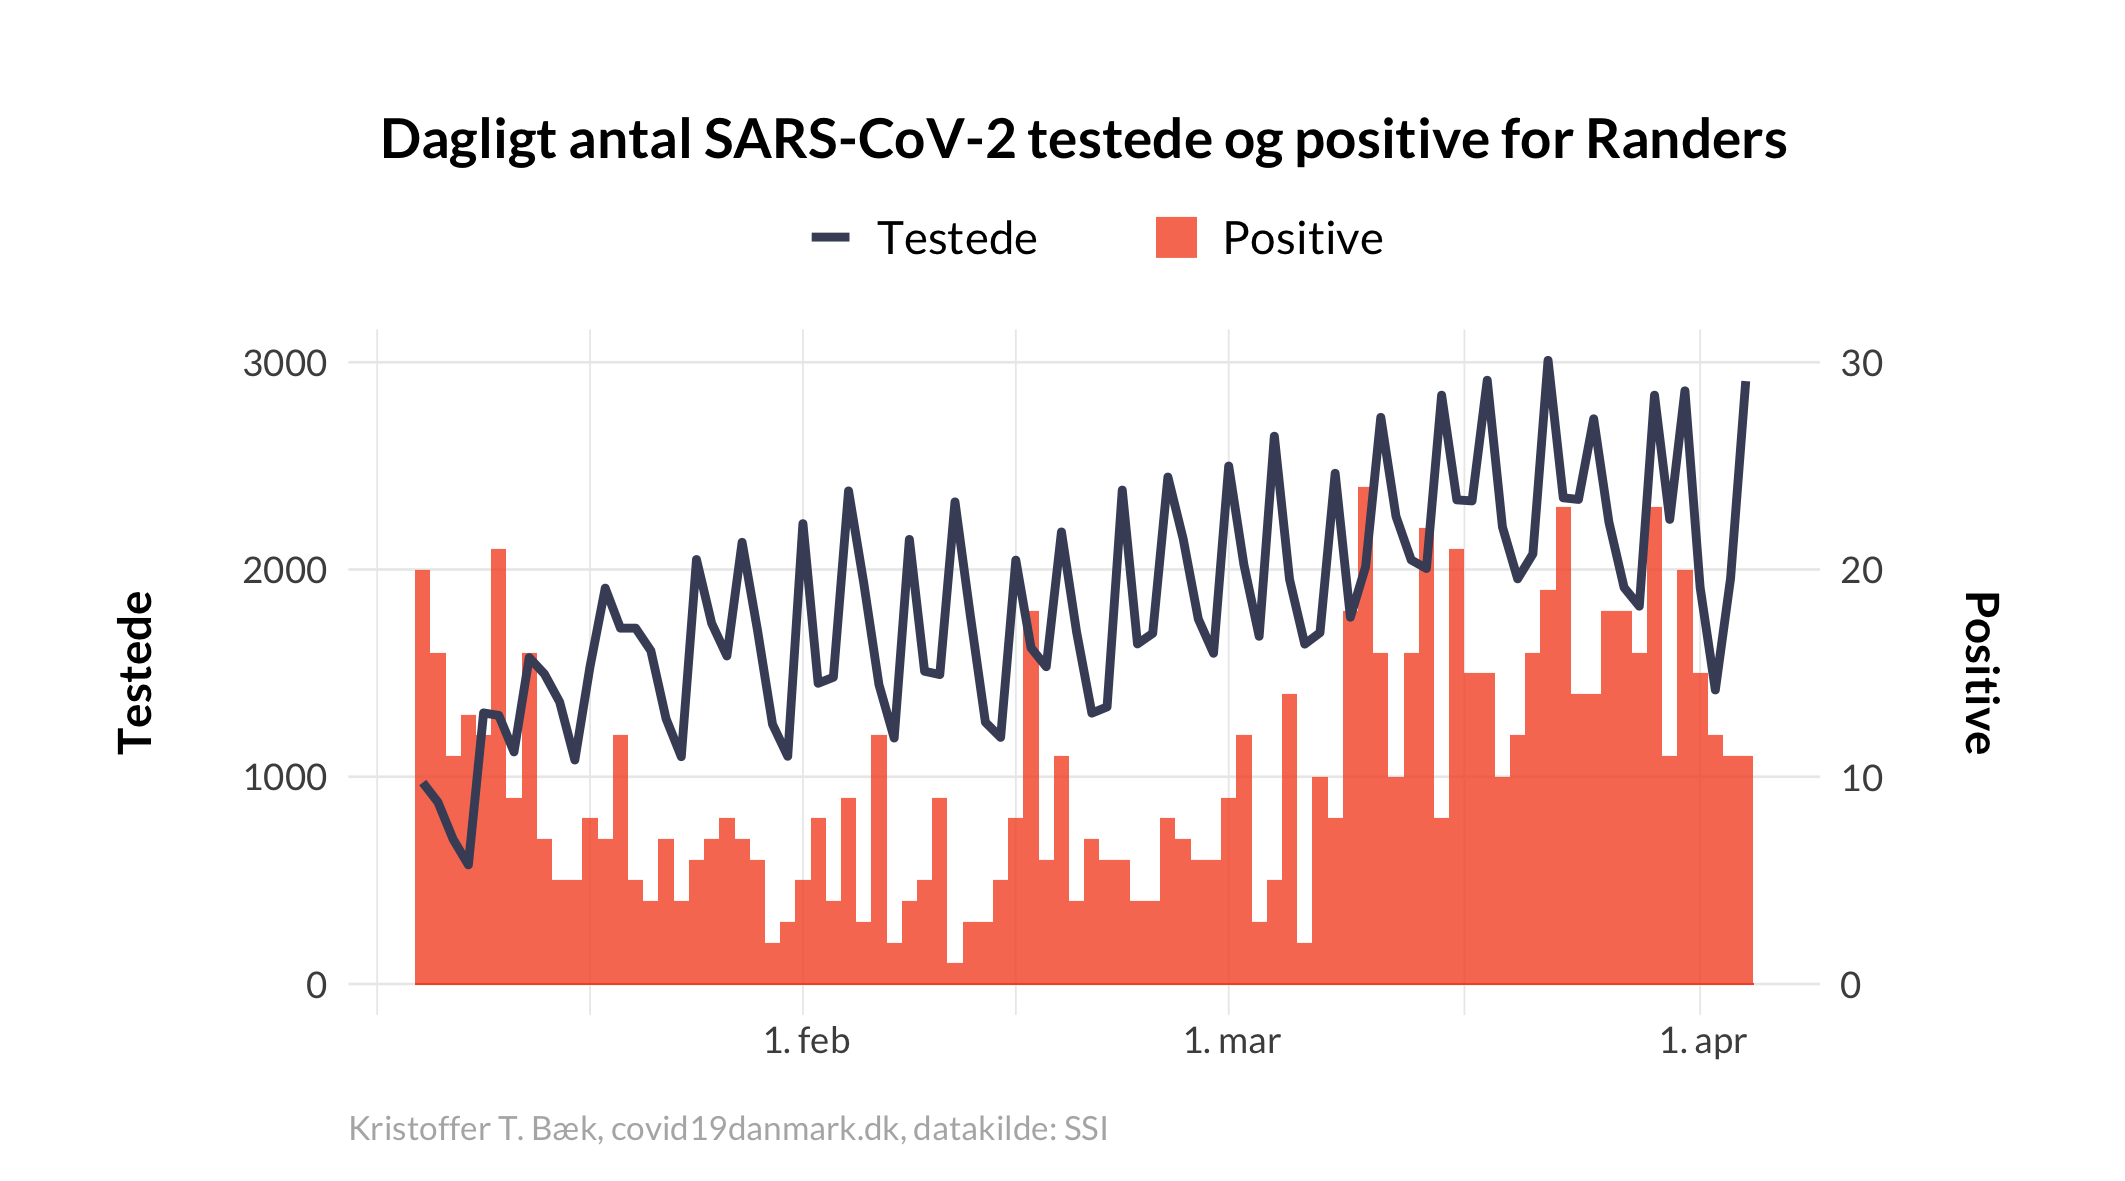 Dagligt antal SARS-CoV-2 testede og positive for Randers
Testede
Positive
3000
2000
1000
0
30
20
10
0
Testede
Positive
1. feb
1. mar
1. apr
Kristoffer T. Bæk, covid19danmark.dk, datakilde: SSI